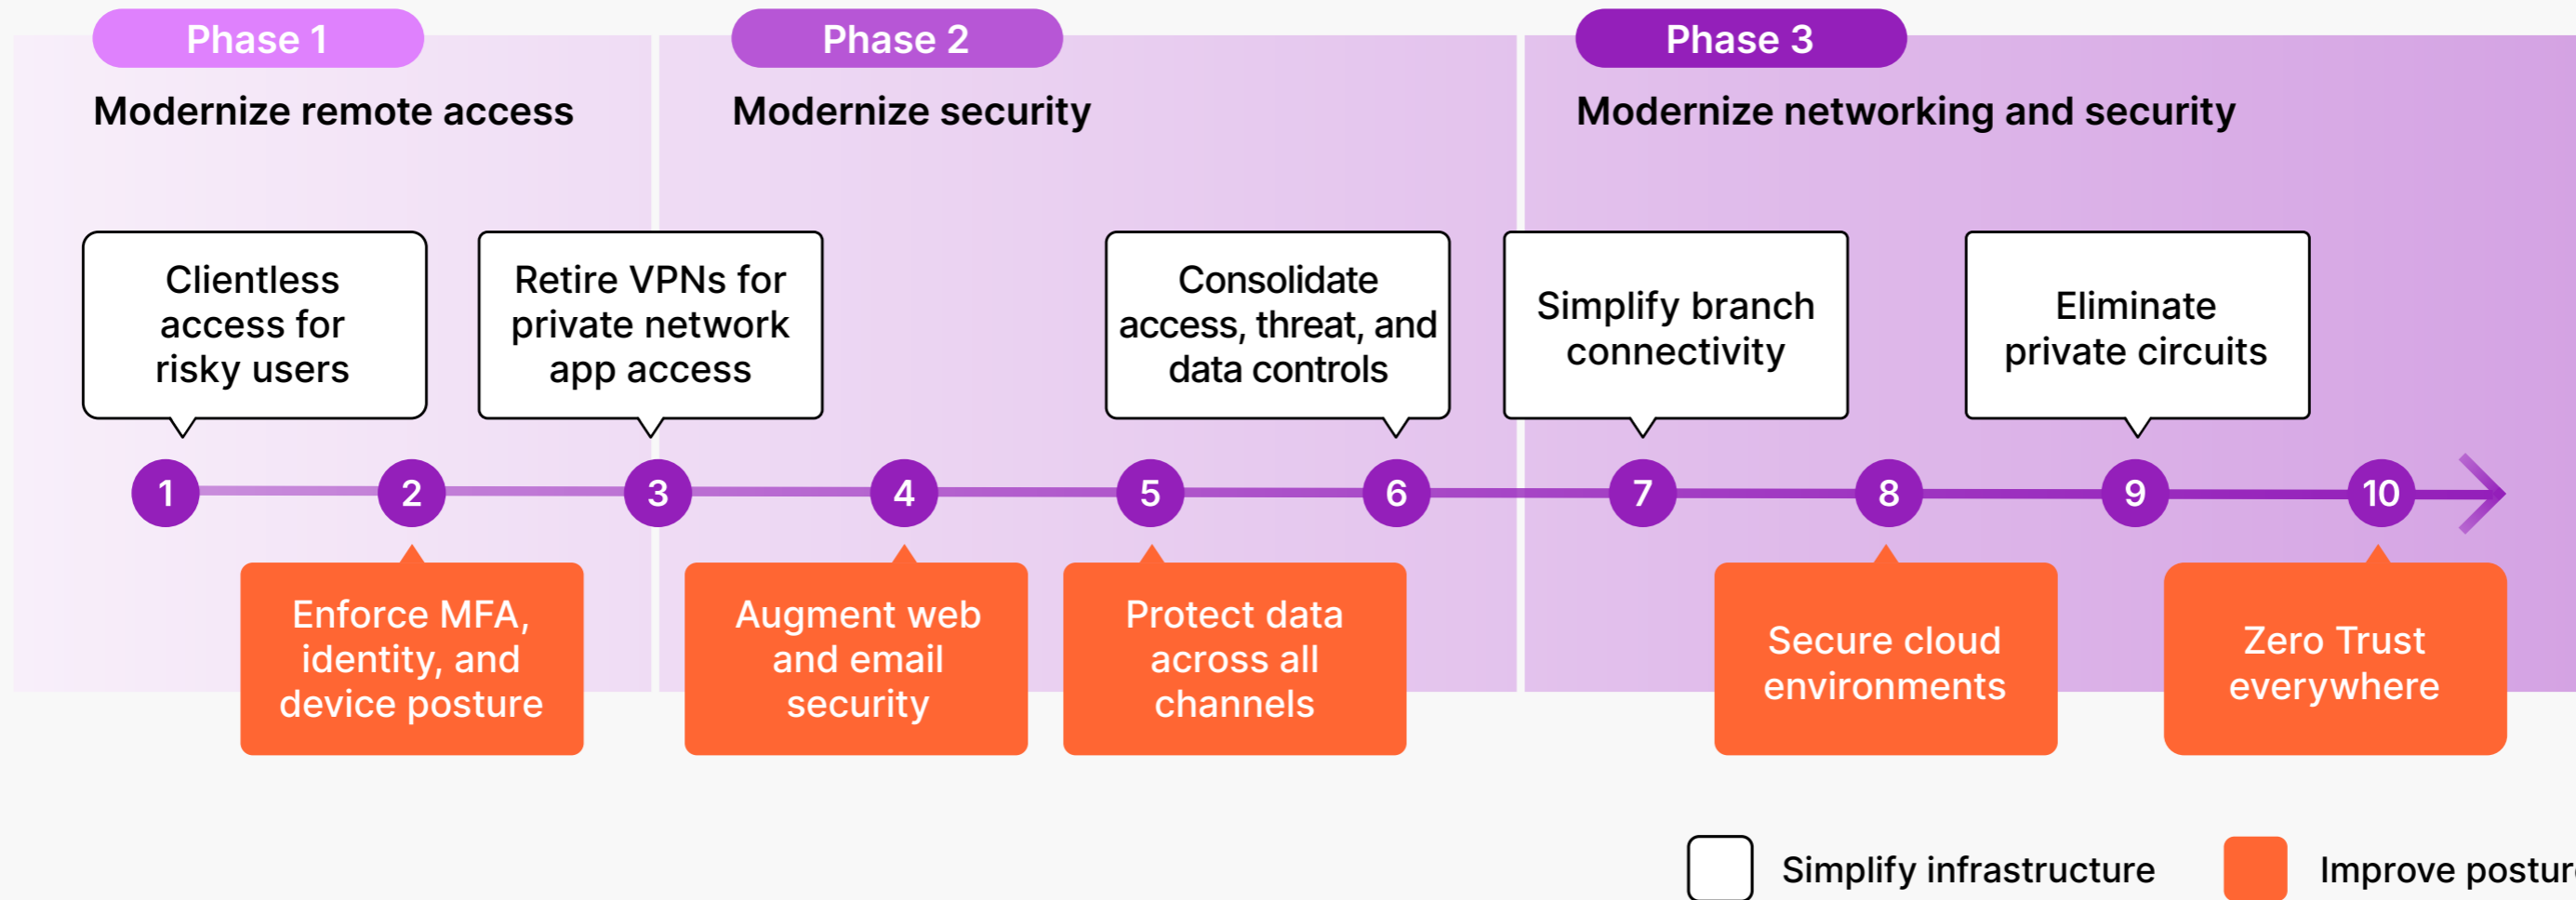 Phase 1
Modernize remote access
Phase 2
Modernize security
Phase 3
Modernize networking and security
Clientless
access for
risky users
Retire VPNs for
private network
app access
Consolidate
access, threat, and
data controls
Simplify branch
connectivity
Eliminate
private circuits
1
2
3
4
5
6
7
8
9
10
Enforce MFA,
identity, and
device posture
Augment web
and email
security
Protect data
across all
channels
Secure cloud
environments
Zero Trust
everywhere
Simplify infrastructure
Improve posture